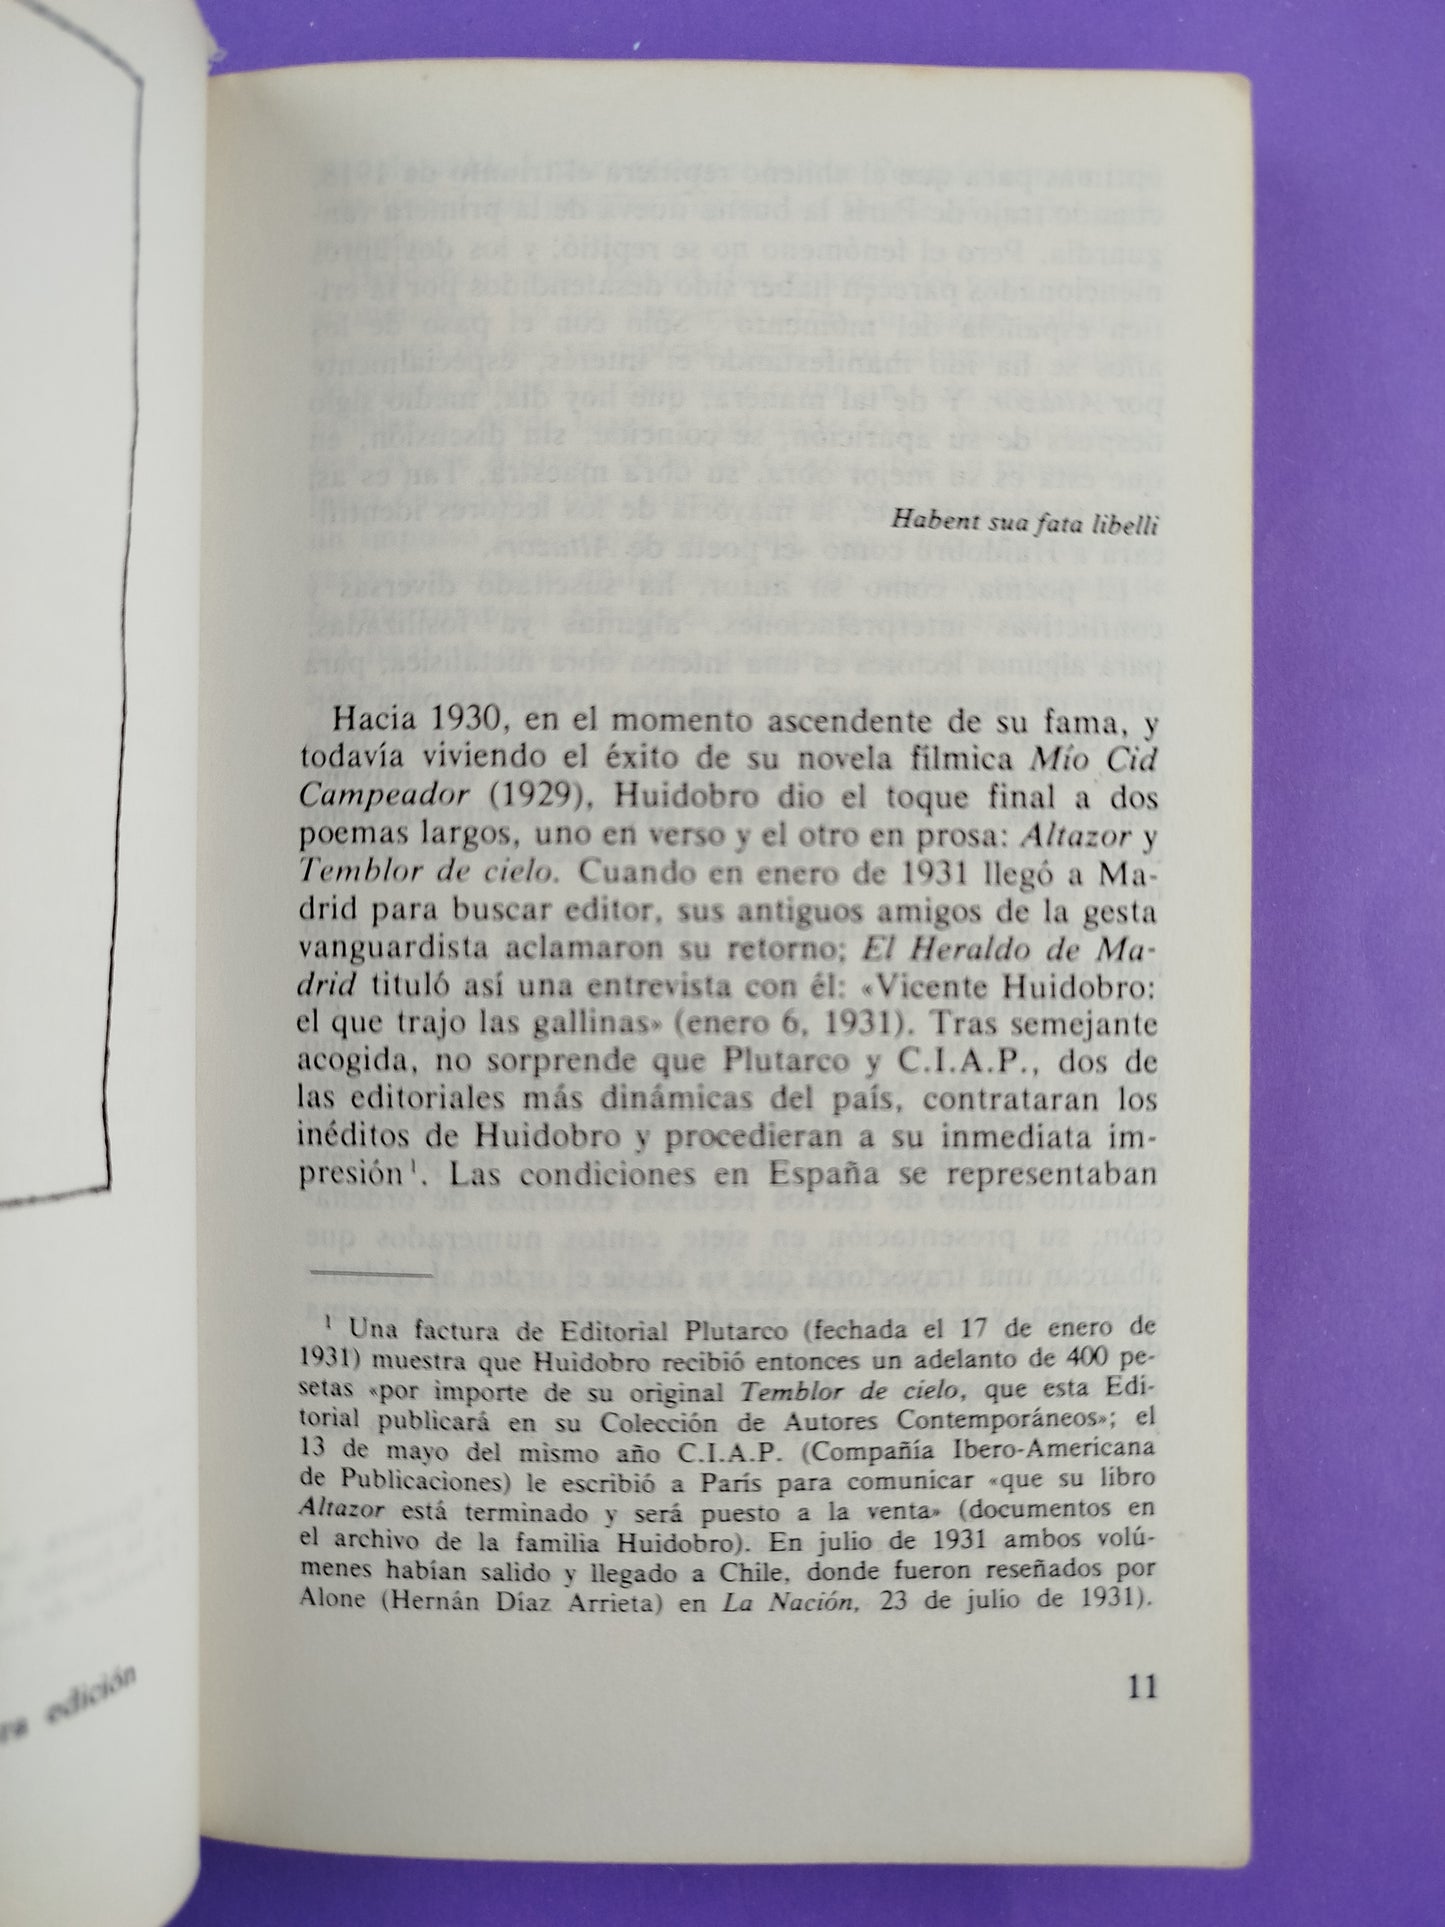 Habent sua fata libelli
Hacia 1930, en el momento ascendente de su fama, y
todavía viviendo el éxito de su novela fílmica Mío Cid
Campeador (1929), Huidobro dio el toque final a dos
poemas largos, uno en verso y el otro en prosa: Altazor y
Temblor de cielo. Cuando en enero de 1931 llegó a Ma-
drid para buscar editor, sus antiguos amigos de la gesta
vanguardista aclamaron su retorno; El Heraldo de Ma-
drid tituló así una entrevista con él: «Vicente Huidobro:
el que trajo las gallinas» (enero 6, 1931). Tras semejante
acogida, no sorprende que Plutarco y C.I.A.P., dos de
las editoriales más dinámicas del país, contrataran los
inéditos de Huidobro y procedieran a su inmediata im-
presión¹. Las condiciones en España se representaban
¹ Una factura de Editorial Plutarco (fechada el 17 de enero de
1931) muestra que Huidobro recibió entonces un adelanto de 400 pe-
setas «por importe de su original Temblor de cielo, que esta Edi-
torial publicará en su Colección de Autores Contemporáneos»; el
13 de mayo del mismo año C.I.A.P. (Compañía Ibero-Americana
de Publicaciones) le escribió a París para comunicar «que su libro
Altazor está terminado y será puesto a la venta» (documentos en
el archivo de la familia Huidobro). En julio de 1931 ambos volú-
menes habían salido y llegado a Chile, donde fueron reseñados por
Alone (Hernán Díaz Arrieta) en La Nación, 23 de julio de 1931).
11
edición